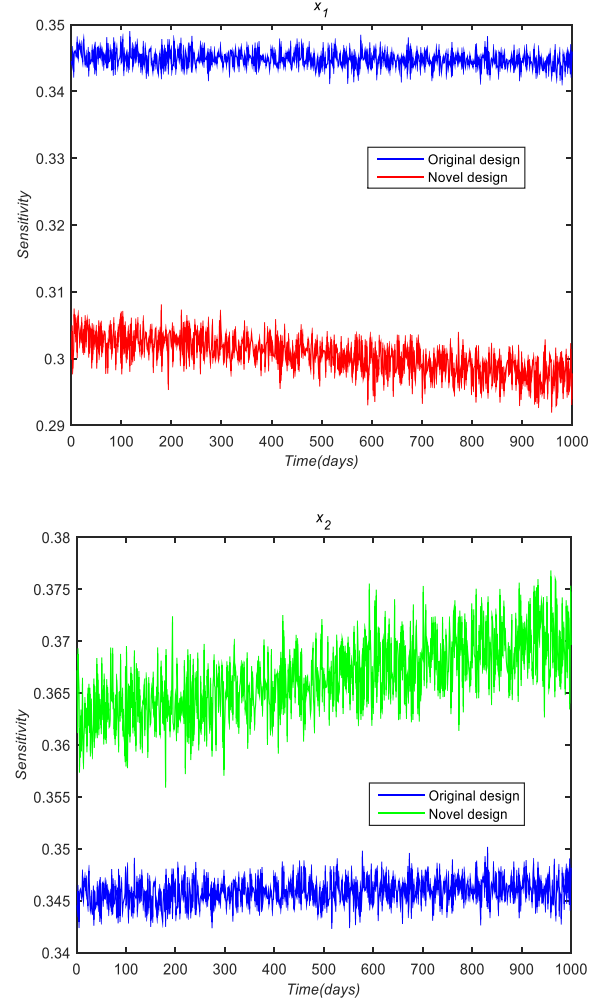 x1
0.35
0.34
0.33
0.32
0.31
0.3
0.29
Sensitivity
Original design
Novel design
0 100 200 300 400 500 600 700 800 900 1000
Time(days)
x2
0.38
0.375
0.37
0.365
0.36
0.355
0.35
0.345
0.34
Sensitivity
Original design
Novel design
0 100 200 300 400 500 600 700 800 900 1000
Time(days)